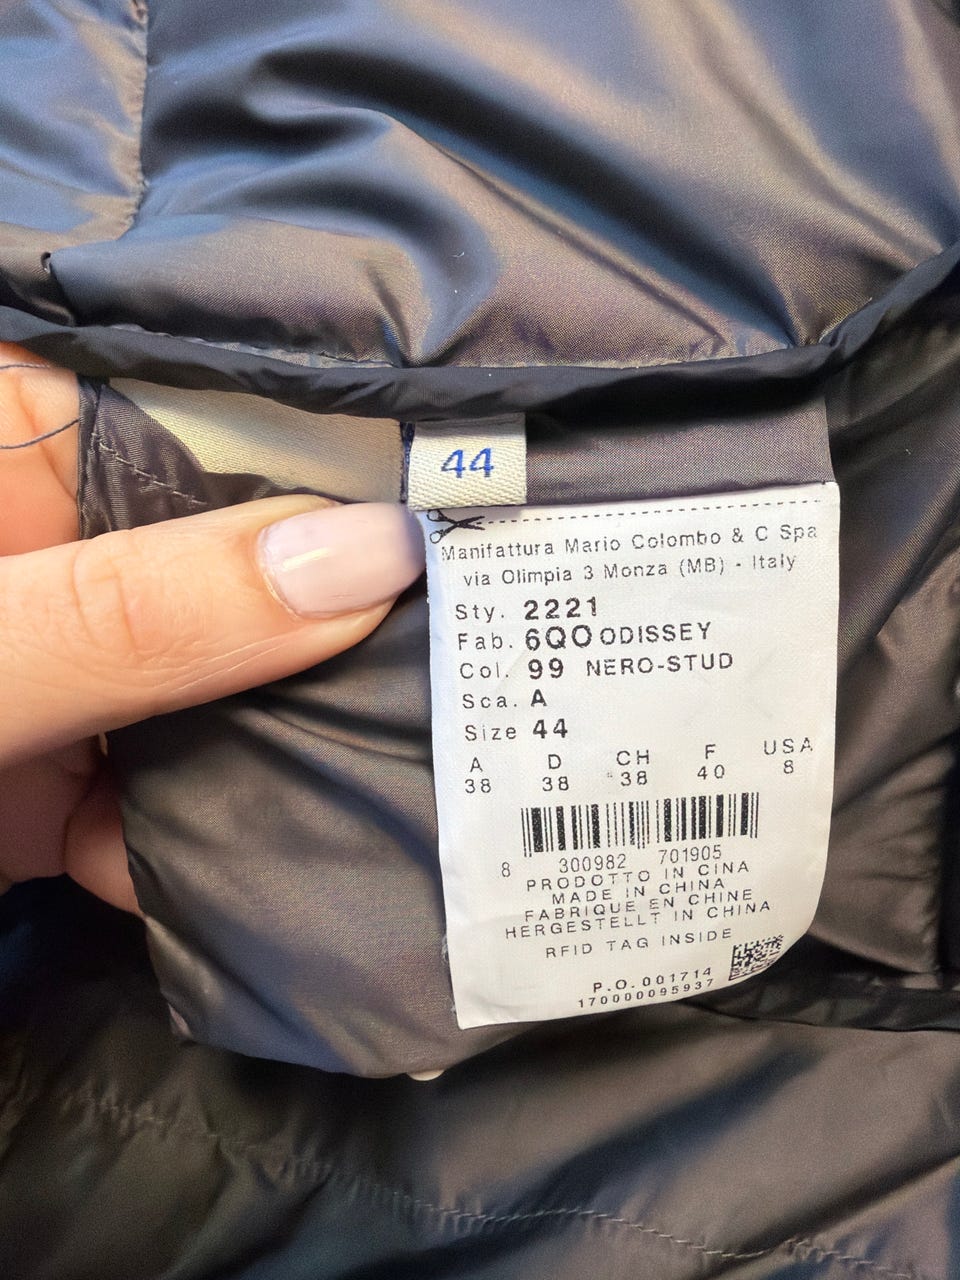 44
Manifattura Mario Colombo & C Spa
via Olimpia 3 Monza (MB) - Italy
Sty. 2221
Fab. 6QO ODISSEY
Col. 99 NERO-STUD
Sca. A
Size 44
A D CH F USA
38 38 38 40 8
8 300982 701905
PRODOTTO IN CINA
MADE IN CHINA
FABRIQUE EN CHINE
HERGESTELLT IN CHINA
RFID TAG INSIDE
P.O. 001714
170000095937